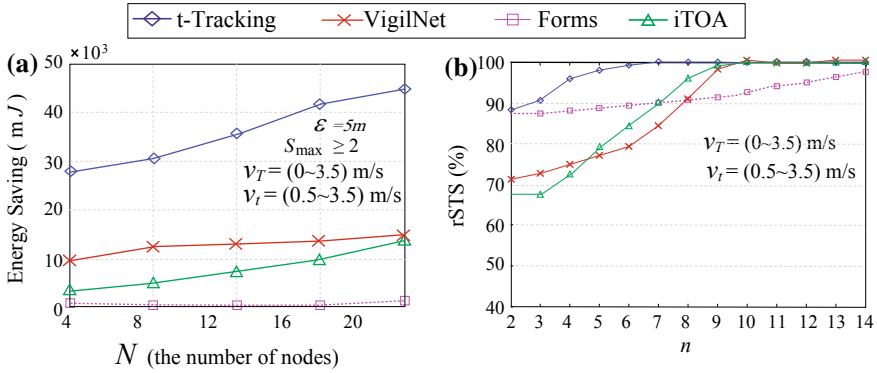 t-Tracking VigilNet Forms iTOA
(a)
×10³
50
40
30
20
10
0
Energy Saving ( m J )
ε =5m
S_max ≥ 2
v_T = (0~3.5) m/s
v_t = (0.5~3.5) m/s
4 8 12 16 20
N (the number of nodes)
(b)
100
90
80
70
60
50
40
rSTS (%)
v_T = (0~3.5) m/s
v_t = (0.5~3.5) m/s
2 3 4 5 6 7 8 9 10 11 12 13 14
n